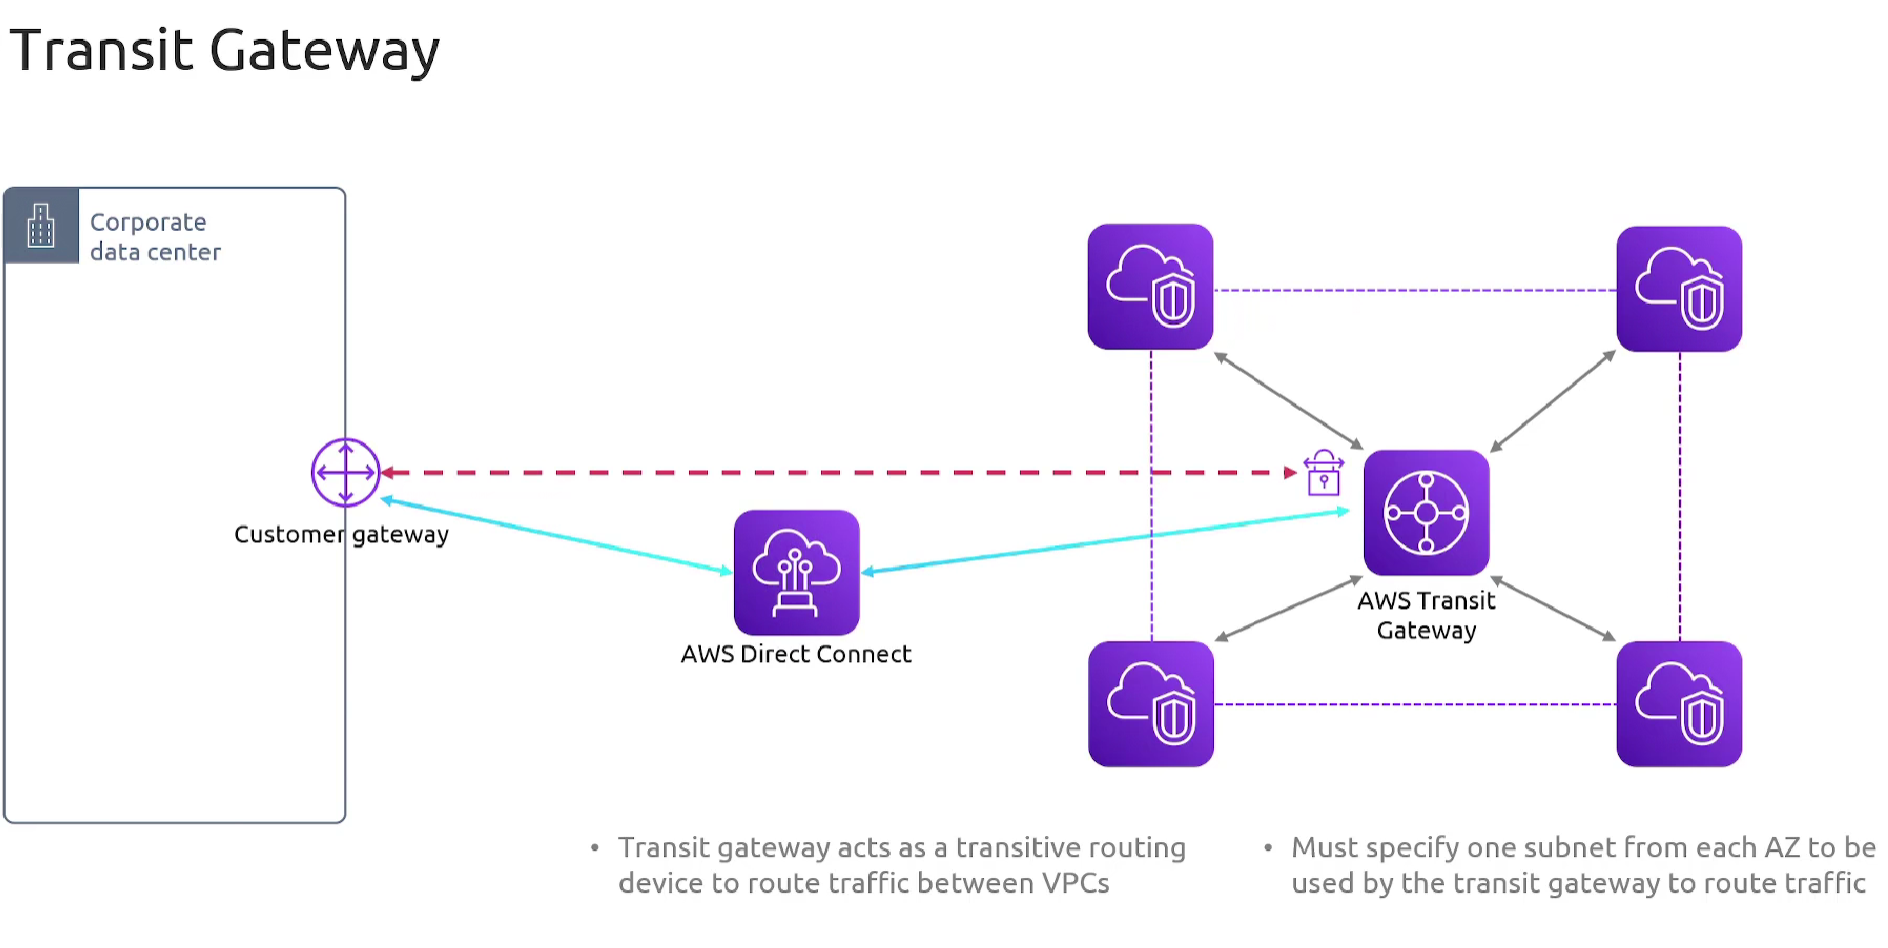 Transit Gateway
Corporate
data center
Customer gateway
AWS Direct Connect
AWS Transit
Gateway
• Transit gateway acts as a transitive routing
device to route traffic between VPCs
• Must specify one subnet from each AZ to be
used by the transit gateway to route traffic